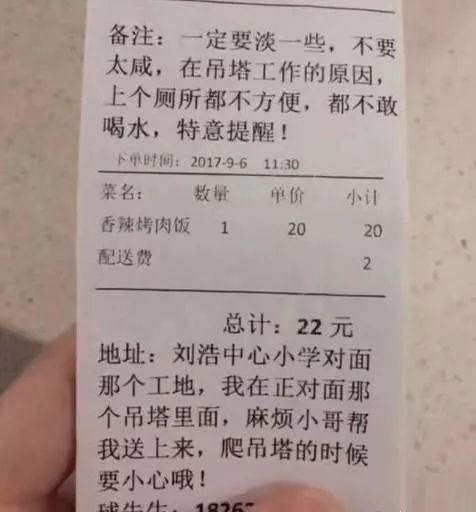 备注：一定要淡一些，不要
太咸，在吊塔工作的原因，
上个厕所都不方便，都不敢
喝水，特意提醒！
下单时间：2017-9-6 11:30
菜名： 数量 单价 小计
香辣烤肉饭 1 20 20
配送费 2
总计：22 元
地址：刘浩中心小学对面
那个工地，我在正对面那
个吊塔里面，麻烦小哥帮
我送上来，爬吊塔的时候
要小心哦！
先生：1826